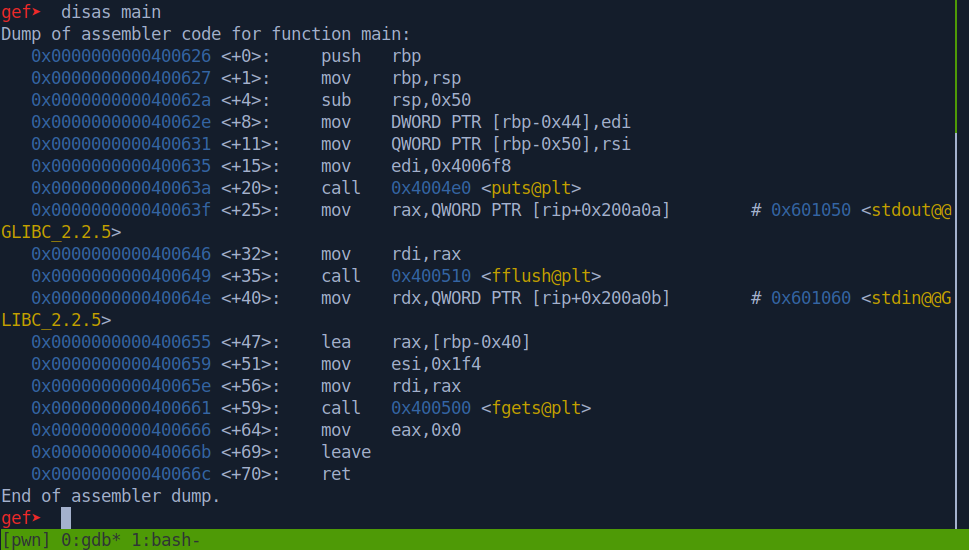 gef➤  disas main
Dump of assembler code for function main:
   0x0000000000400626 <+0>:     push   rbp
   0x0000000000400627 <+1>:     mov    rbp,rsp
   0x000000000040062a <+4>:     sub    rsp,0x50
   0x000000000040062e <+8>:     mov    DWORD PTR [rbp-0x44],edi
   0x0000000000400631 <+11>:    mov    QWORD PTR [rbp-0x50],rsi
   0x0000000000400635 <+15>:    mov    edi,0x4006f8
   0x000000000040063a <+20>:    call   0x4004e0 <puts@plt>
   0x000000000040063f <+25>:    mov    rax,QWORD PTR [rip+0x200a0a]        # 0x601050 <stdout@@
GLIBC_2.2.5>
   0x0000000000400646 <+32>:    mov    rdi,rax
   0x0000000000400649 <+35>:    call   0x400510 <fflush@plt>
   0x000000000040064e <+40>:    mov    rdx,QWORD PTR [rip+0x200a0b]        # 0x601060 <stdin@@G
LIBC_2.2.5>
   0x0000000000400655 <+47>:    lea    rax,[rbp-0x40]
   0x0000000000400659 <+51>:    mov    esi,0x1f4
   0x000000000040065e <+56>:    mov    rdi,rax
   0x0000000000400661 <+59>:    call   0x400500 <fgets@plt>
   0x0000000000400666 <+64>:    mov    eax,0x0
   0x000000000040066b <+69>:    leave
   0x000000000040066c <+70>:    ret
End of assembler dump.
gef➤
[pwn] 0:gdb* 1:bash-